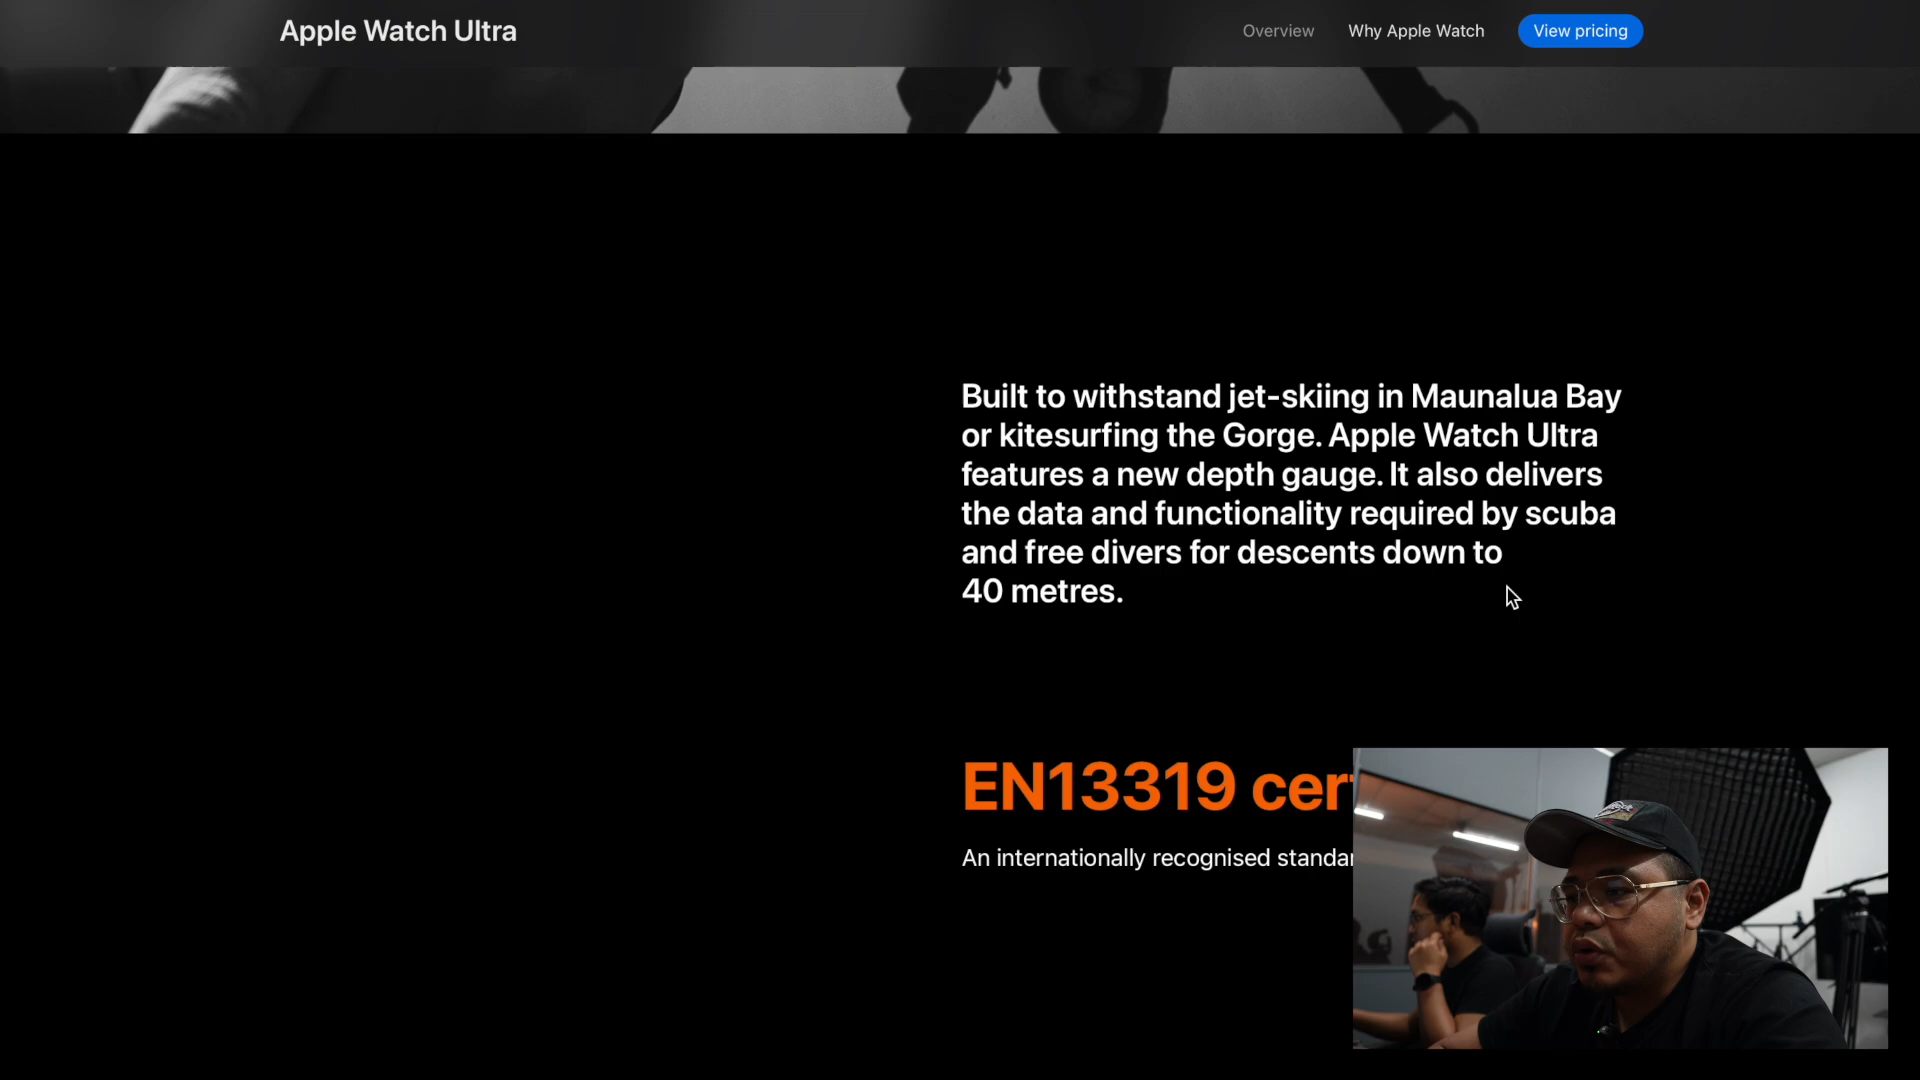 Apple Watch Ultra
Overview
Why Apple Watch
View pricing
Built to withstand jet-skiing in Maunalua Bay
or kitesurfing the Gorge. Apple Watch Ultra
features a new depth gauge. It also delivers
the data and functionality required by scuba
and free divers for descents down to
40 metres.
EN13319 cer
An internationally recognised standar